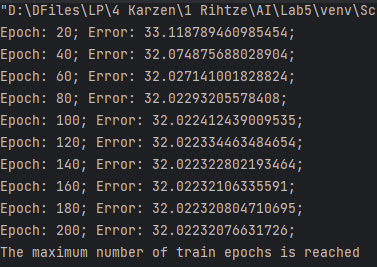 "D:\DFiles\LP\4 Karzen\1 Rihtze\AI\Lab5\venv\Sc
Epoch: 20; Error: 33.118789460985454;
Epoch: 40; Error: 32.074875688028904;
Epoch: 60; Error: 32.027141001828824;
Epoch: 80; Error: 32.02293205578408;
Epoch: 100; Error: 32.022412439009535;
Epoch: 120; Error: 32.022334463484654;
Epoch: 140; Error: 32.022322802193464;
Epoch: 160; Error: 32.02232106335591;
Epoch: 180; Error: 32.022320804710695;
Epoch: 200; Error: 32.02232076631726;
The maximum number of train epochs is reached